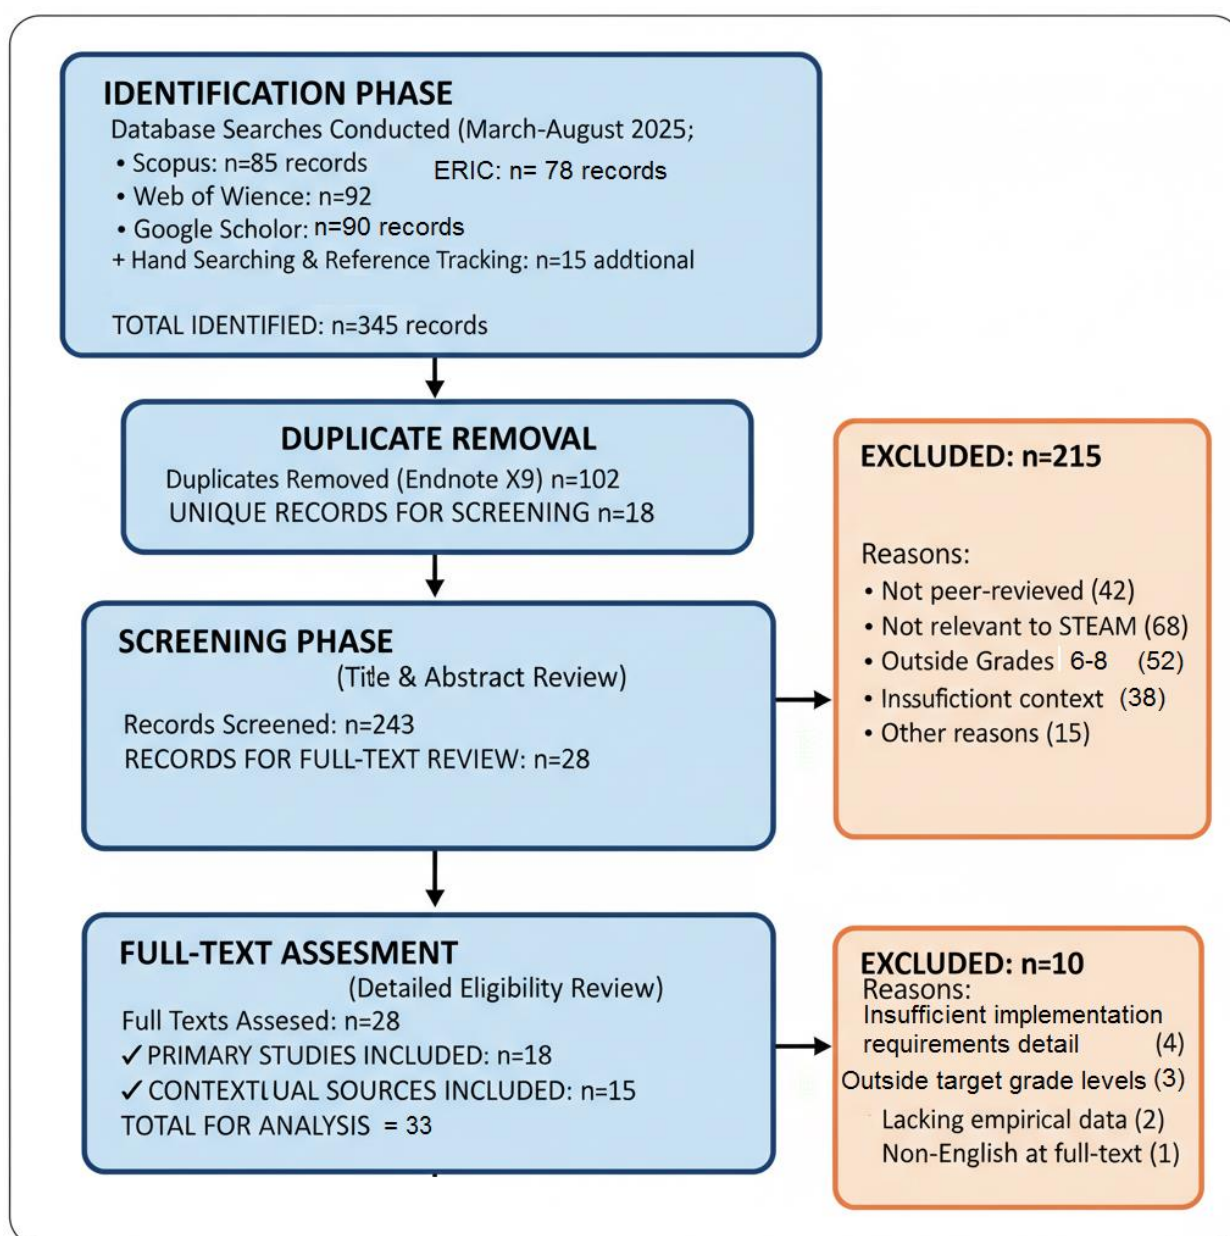 IDENTIFICATION PHASE
Database Searches Conducted (March-August 2025;
• Scopus: n=85 records
ERIC: n= 78 records
• Web of Wience: n=92
• Google Scholor: n=90 records
+ Hand Searching & Reference Tracking: n=15 addtional
TOTAL IDENTIFIED: n=345 records
DUPLICATE REMOVAL
Duplicates Removed (Endnote X9) n=102
UNIQUE RECORDS FOR SCREENING n=18
SCREENING PHASE
(Title & Abstract Review)
Records Screened: n=243
RECORDS FOR FULL-TEXT REVIEW: n=28
EXCLUDED: n=215
Reasons:
• Not peer-revieved (42)
• Not relevant to STEAM (68)
• Outside Grades 6-8 (52)
• Inssufictiont context (38)
• Other reasons (15)
FULL-TEXT ASSESMENT
(Detailed Eligibility Review)
Full Texts Assesed: n=28
✓ PRIMARY STUDIES INCLUDED: n=18
✓ CONTEXTUAL SOURCES INCLUDED: n=15
TOTAL FOR ANALYSIS = 33
EXCLUDED: n=10
Reasons:
Insufficient implementation
requirements detail (4)
Outside target grade levels (3)
Lacking empirical data (2)
Non-English at full-text (1)